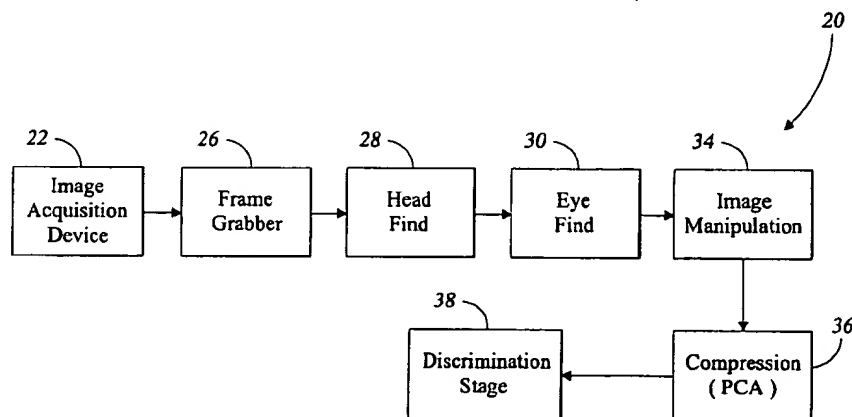 20
22
26
28
30
34
Image
Acquisition
Device
Frame
Grabber
Head
Find
Eye
Find
Image
Manipulation
38
36
Discrimination
Stage
Compression
( PCA )